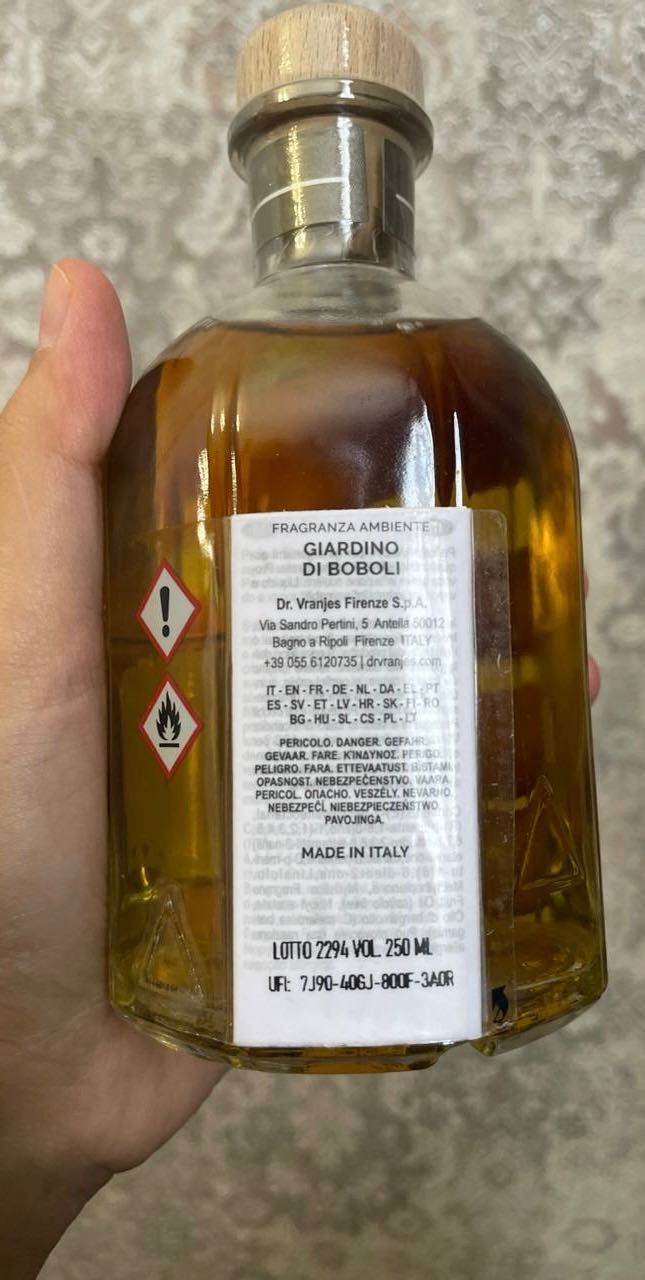 FRAGRANZA AMBIENTE
GIARDINO
DI BOBOLI
Dr. Vranjes Firenze S.p.A.
Via Sandro Pertini, 5 Antella 50012
Bagno a Ripoli Firenze ITALY
+39 055 6120735 | drvranjes.com
IT - EN - FR - DE - NL - DA - EL - PT
ES - SV - ET - LV - HR - SK - FI - RO
BG - HU - SL - CS - PL - LT
PERICOLO. DANGER. GEFAHR.
GEVAAR. FARE. ΚΊΝΔΥΝΟΣ. PERIGO.
PELIGRO. FARA. ETTEVAATUST. BĪSTAMI.
OPASNOST. NEBEZPEČENSTVO. VAARA.
PERICOL. ОПАСНО. VESZÉLY. NEVARNO.
NEBEZPEČÍ. NIEBEZPIECZEŃSTWO.
PAVOJINGA.
MADE IN ITALY
LOTTO 2294 VOL. 250 ML
UFI: 7J90-406J-800F-3A0R